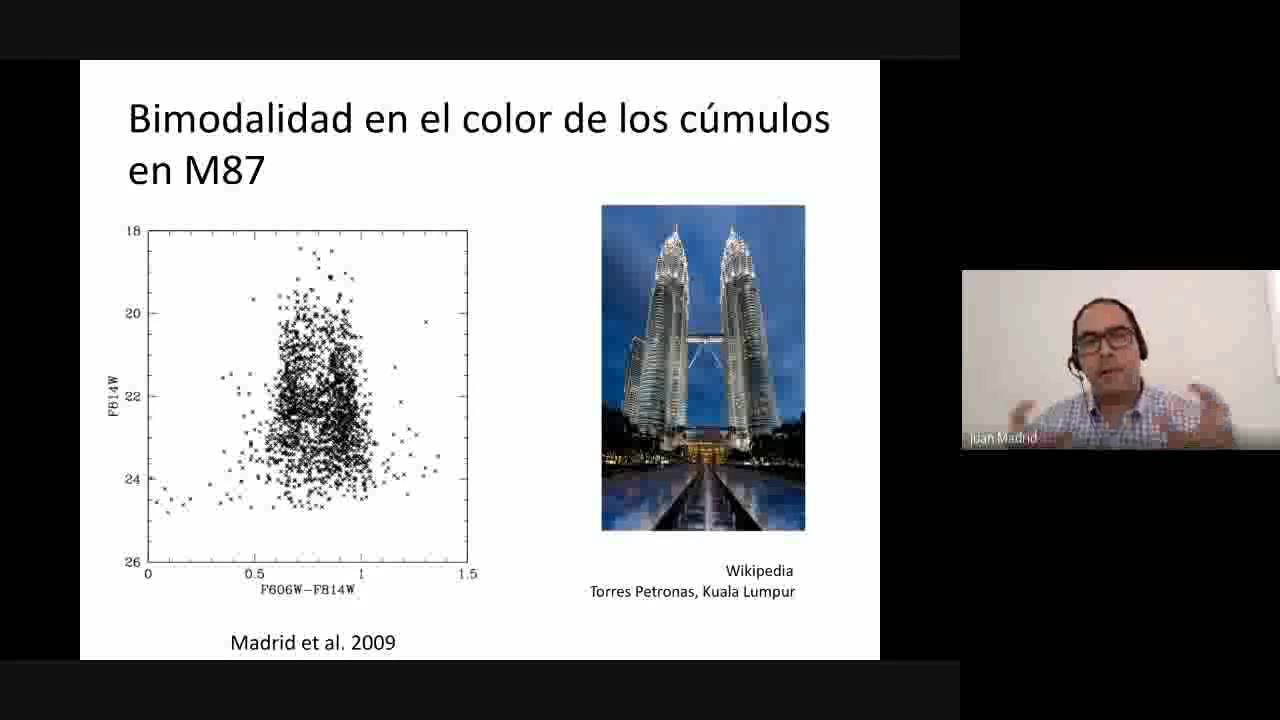 Bimodalidad en el color de los cúmulos
en M87
18
20
22
24
26
F814W
0
0.5
1
1.5
F606W-F814W
Madrid et al. 2009
Wikipedia
Torres Petronas, Kuala Lumpur
Juan Madrid